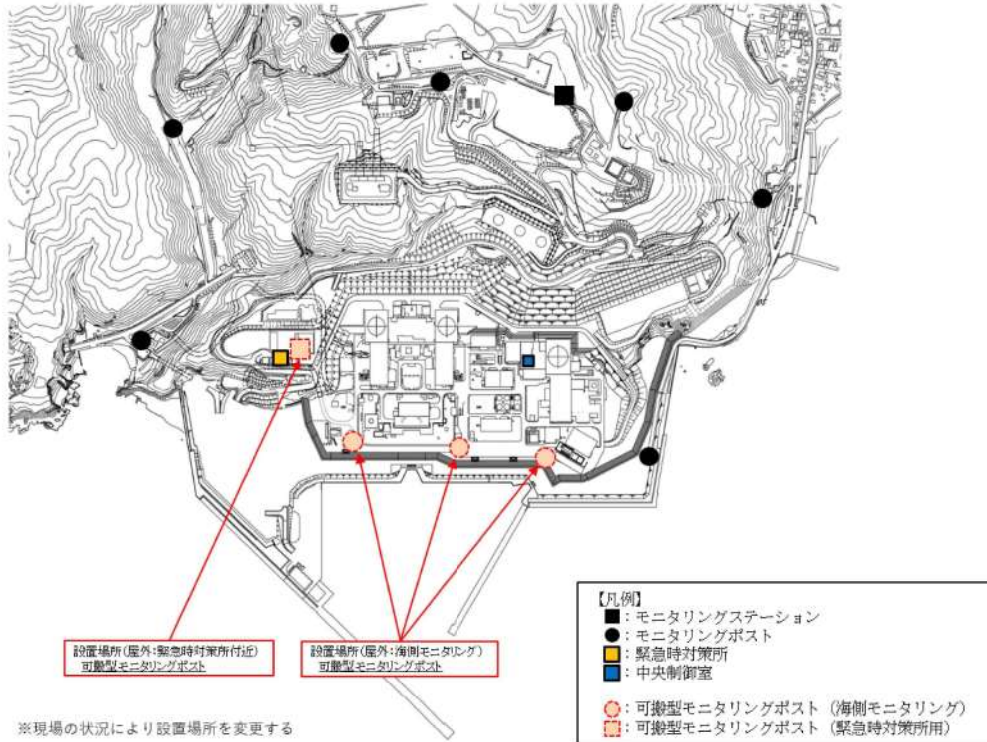 設置場所(屋外:緊急時対策所付近)
可搬型モニタリングポスト
設置場所(屋外:海側モニタリング)
可搬型モニタリングポスト
※現場の状況により設置場所を変更する
【凡例】
■:モニタリングステーション
●:モニタリングポスト
:緊急時対策所
:中央制御室
:可搬型モニタリングポスト(海側モニタリング)
:可搬型モニタリングポスト(緊急時対策所用)